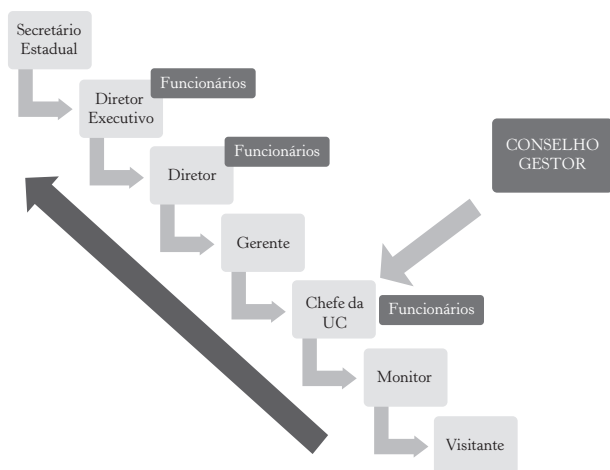 Secretário
Estadual
Funcionários
Diretor
Executivo
Funcionários
Diretor
CONSELHO
GESTOR
Gerente
Chefe da
UC
Funcionários
Monitor
Visitante